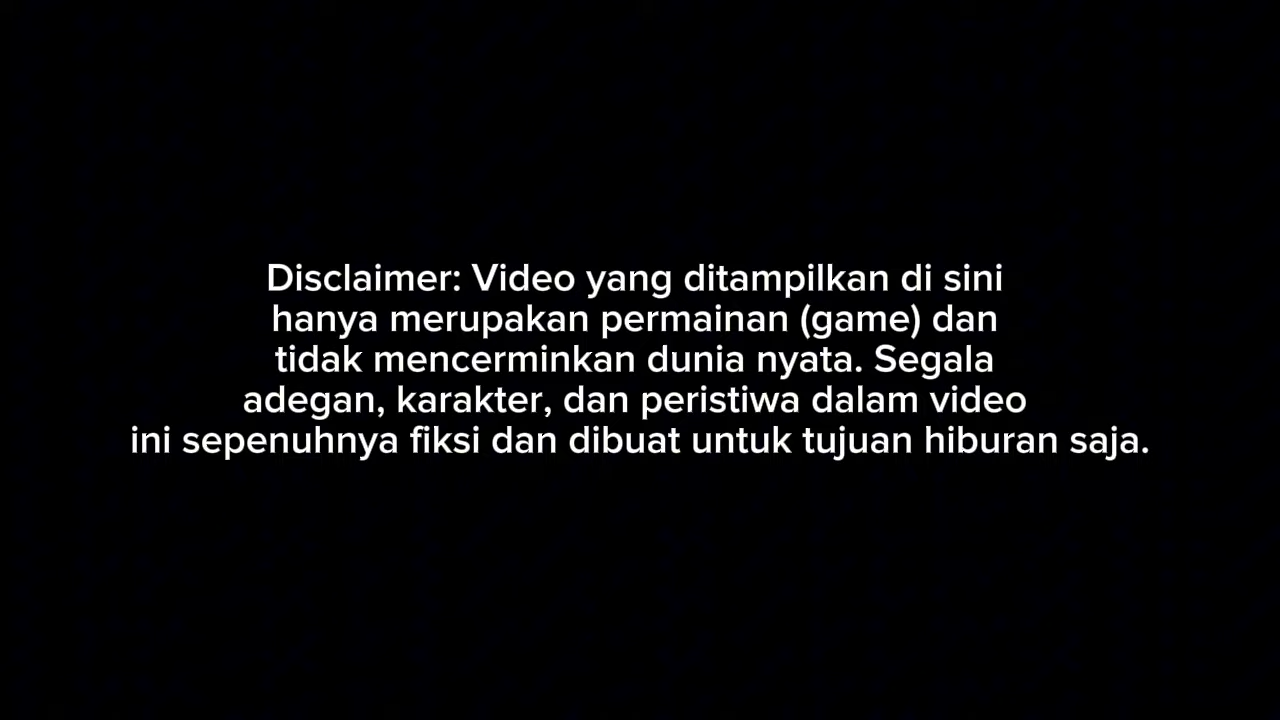 Disclaimer: Video yang ditampilkan di sini
hanya merupakan permainan (game) dan
tidak mencerminkan dunia nyata. Segala
adegan, karakter, dan peristiwa dalam video
ini sepenuhnya fiksi dan dibuat untuk tujuan hiburan saja.